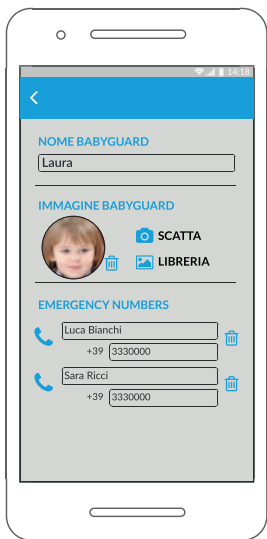 14:18
NOME BABYGUARD
Laura
IMMAGINE BABYGUARD
SCATTA
LIBRERIA
EMERGENCY NUMBERS
Luca Bianchi
+39 3330000
Sara Ricci
+39 3330000